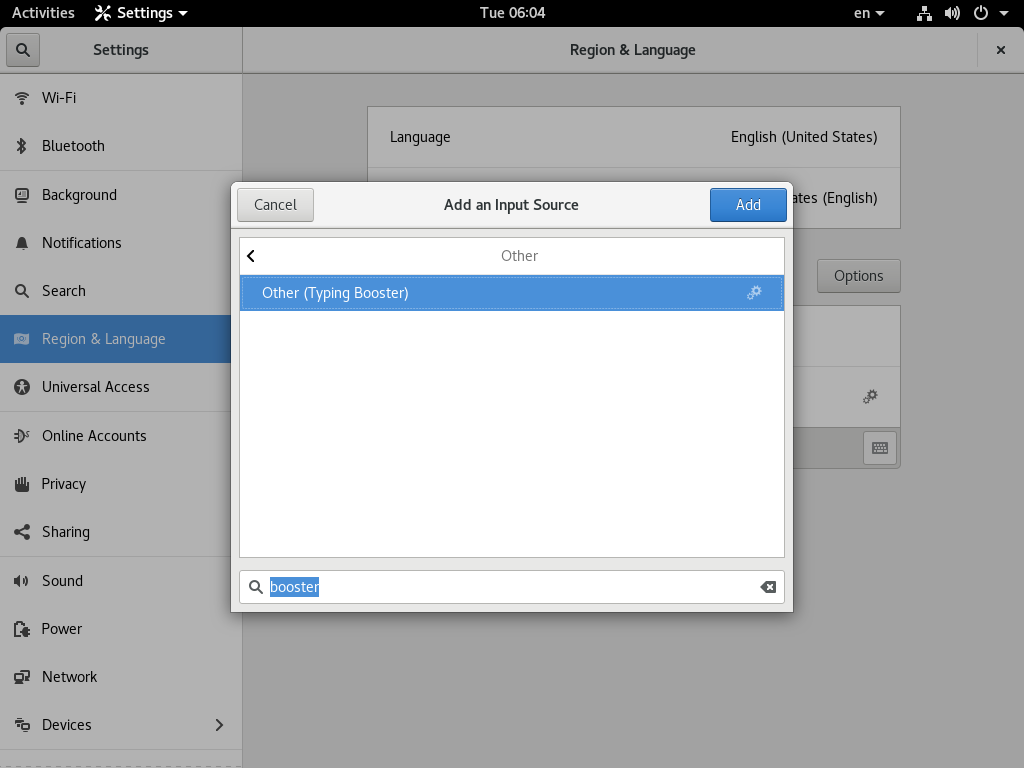 Activities Settings Tue 06:04 en
Settings Region & Language
Wi-Fi
Bluetooth
Background
Notifications
Search
Region & Language
Universal Access
Online Accounts
Privacy
Sharing
Sound
Power
Network
Devices
Language English (United States)
ates (English)
Options
Cancel Add an Input Source Add
Other
Other (Typing Booster)
booster